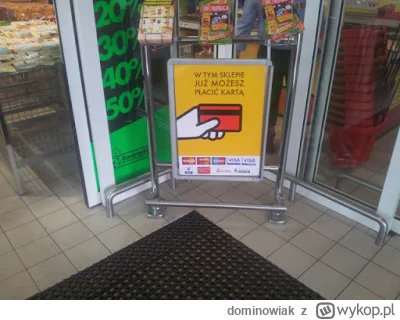 20%
30%
40%
50%
W TYM SKLEPIE
JUŻ MOŻESZ
PŁACIĆ KARTĄ
VISA VISA
dominowiak z wykop.pl